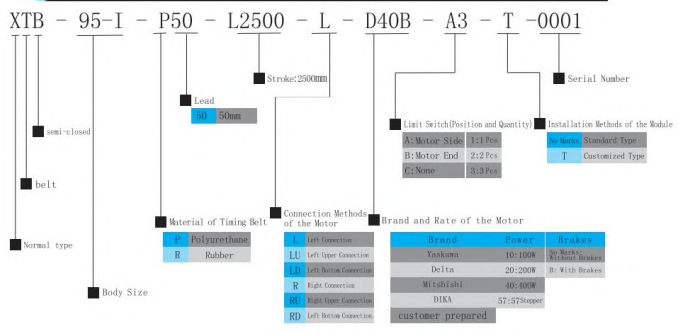 XTB - 95-I - P50 - L2500 - L - D40B - A3 - T -0001
Stroke:2500mm
Serial Number
Lead
50 50mm
semi-closed
Limit Switch(Position and Quantity)
A:Motor Side 1:1Pcs
B:Motor End 2:2Pcs
C:None 3:3Pcs
Installation Methods of the Module
No Marks Standard Type
T Customized Type
belt
Material of Timing Belt
P Polyurethane
R Rubber
Connection Methods
of the Motor
L Left Connection
LU Left Upper Connection
LD Left Bottom Connection
R Right Connection
RU Right Upper Connection
RD Left Bottom Connection
Brand and Rate of the Motor
Brand Power Brakes
Yaskawa 10:100W No Marks:
Without Brakes
Delta 20:200W B: With Brakes
Mitsbishi 40:400W
DIKA 57:57Stepper
customer prepared
Normal type
Body Size